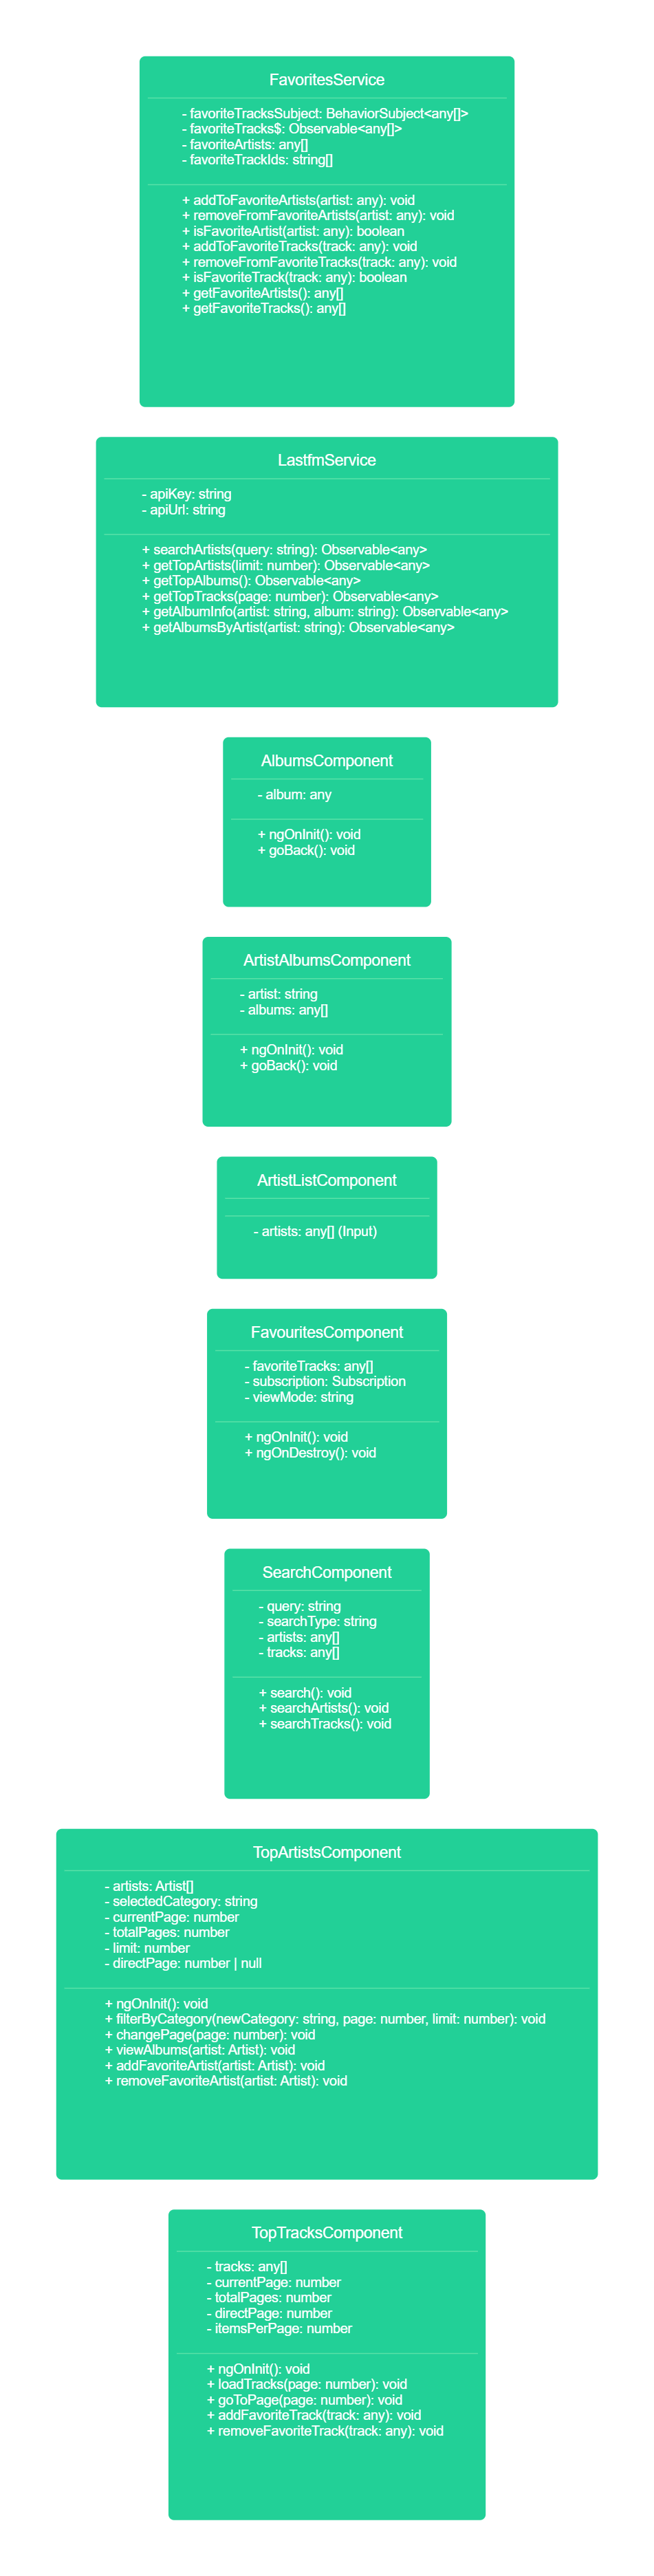 FavoritesService
- favoriteTracksSubject: BehaviorSubject<any[]>
- favoriteTracks$: Observable<any[]>
- favoriteArtists: any[]
- favoriteTrackIds: string[]
+ addToFavoriteArtists(artist: any): void
+ removeFromFavoriteArtists(artist: any): void
+ isFavoriteArtist(artist: any): boolean
+ addToFavoriteTracks(track: any): void
+ removeFromFavoriteTracks(track: any): void
+ isFavoriteTrack(track: any): boolean
+ getFavoriteArtists(): any[]
+ getFavoriteTracks(): any[]
LastfmService
- apiKey: string
- apiUrl: string
+ searchArtists(query: string): Observable<any>
+ getTopArtists(limit: number): Observable<any>
+ getTopAlbums(): Observable<any>
+ getTopTracks(page: number): Observable<any>
+ getAlbumInfo(artist: string, album: string): Observable<any>
+ getAlbumsByArtist(artist: string): Observable<any>
AlbumsComponent
- album: any
+ ngOnInit(): void
+ goBack(): void
ArtistAlbumsComponent
- artist: string
- albums: any[]
+ ngOnInit(): void
+ goBack(): void
ArtistListComponent
- artists: any[] (Input)
FavouritesComponent
- favoriteTracks: any[]
- subscription: Subscription
- viewMode: string
+ ngOnInit(): void
+ ngOnDestroy(): void
SearchComponent
- query: string
- searchType: string
- artists: any[]
- tracks: any[]
+ search(): void
+ searchArtists(): void
+ searchTracks(): void
TopArtistsComponent
- artists: Artist[]
- selectedCategory: string
- currentPage: number
- totalPages: number
- limit: number
- directPage: number | null
+ ngOnInit(): void
+ filterByCategory(newCategory: string, page: number, limit: number): void
+ changePage(page: number): void
+ viewAlbums(artist: Artist): void
+ addFavoriteArtist(artist: Artist): void
+ removeFavoriteArtist(artist: Artist): void
TopTracksComponent
- tracks: any[]
- currentPage: number
- totalPages: number
- directPage: number
- itemsPerPage: number
+ ngOnInit(): void
+ loadTracks(page: number): void
+ goToPage(page: number): void
+ addFavoriteTrack(track: any): void
+ removeFavoriteTrack(track: any): void